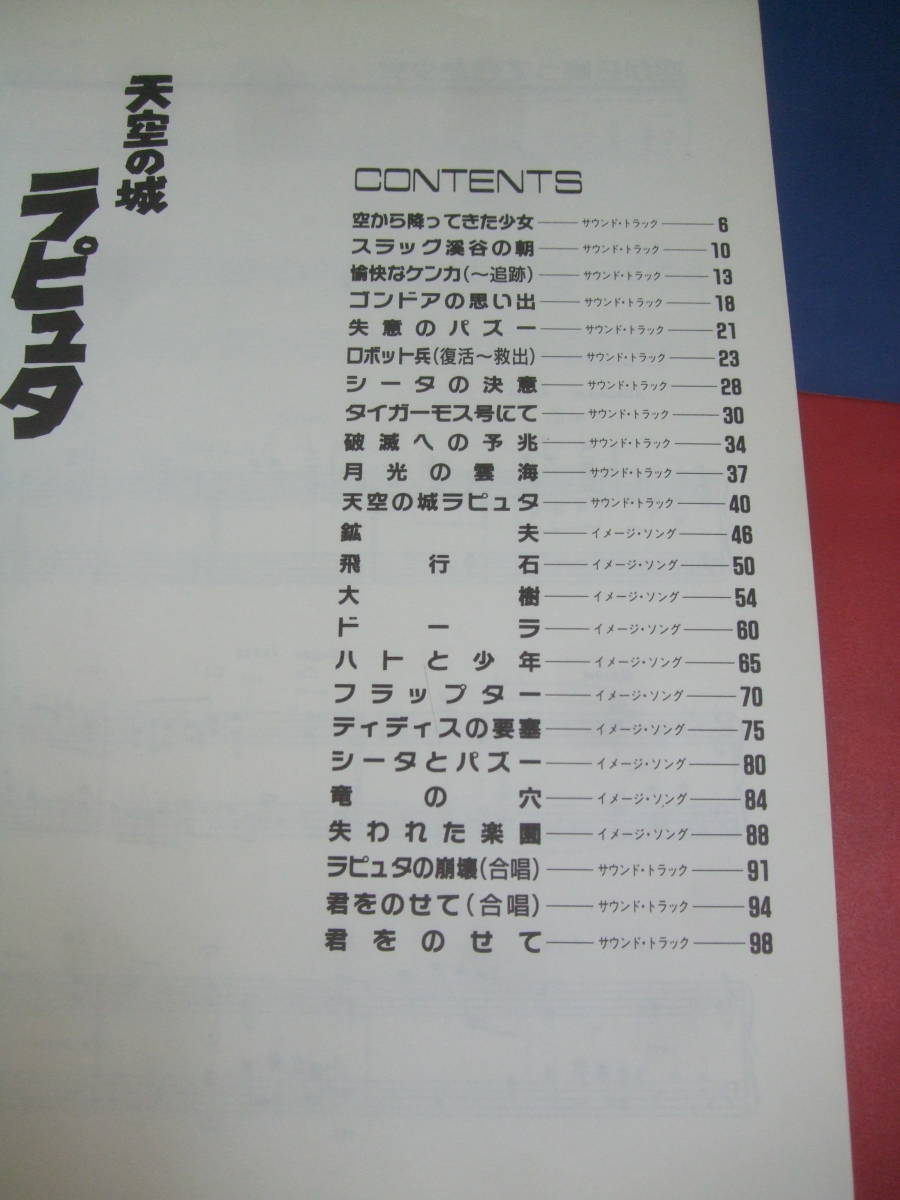 天空の城
ラピュタ
CONTENTS
空から降ってきた少女 サウンド・トラック 6
スラック溪谷の朝 サウンド・トラック 10
愉快なケンカ(〜追跡) サウンド・トラック 13
ゴンドアの思い出 サウンド・トラック 18
失意のパズー サウンド・トラック 21
ロボット兵(復活〜救出) サウンド・トラック 23
シータの決意 サウンド・トラック 28
タイガーモス号にて サウンド・トラック 30
破滅への予兆 サウンド・トラック 34
月光の雲海 サウンド・トラック 37
天空の城ラピュタ サウンド・トラック 40
鉱夫 イメージ・ソング 46
飛行石 イメージ・ソング 50
大樹 イメージ・ソング 54
ドーラ イメージ・ソング 60
ハトと少年 イメージ・ソング 65
フラップター イメージ・ソング 70
ティディスの要塞 イメージ・ソング 75
シータとパズー イメージ・ソング 80
竜の穴 イメージ・ソング 84
失われた楽園 イメージ・ソング 88
ラピュタの崩壊(合唱) サウンド・トラック 91
君をのせて(合唱) サウンド・トラック 94
君をのせて サウンド・トラック 98